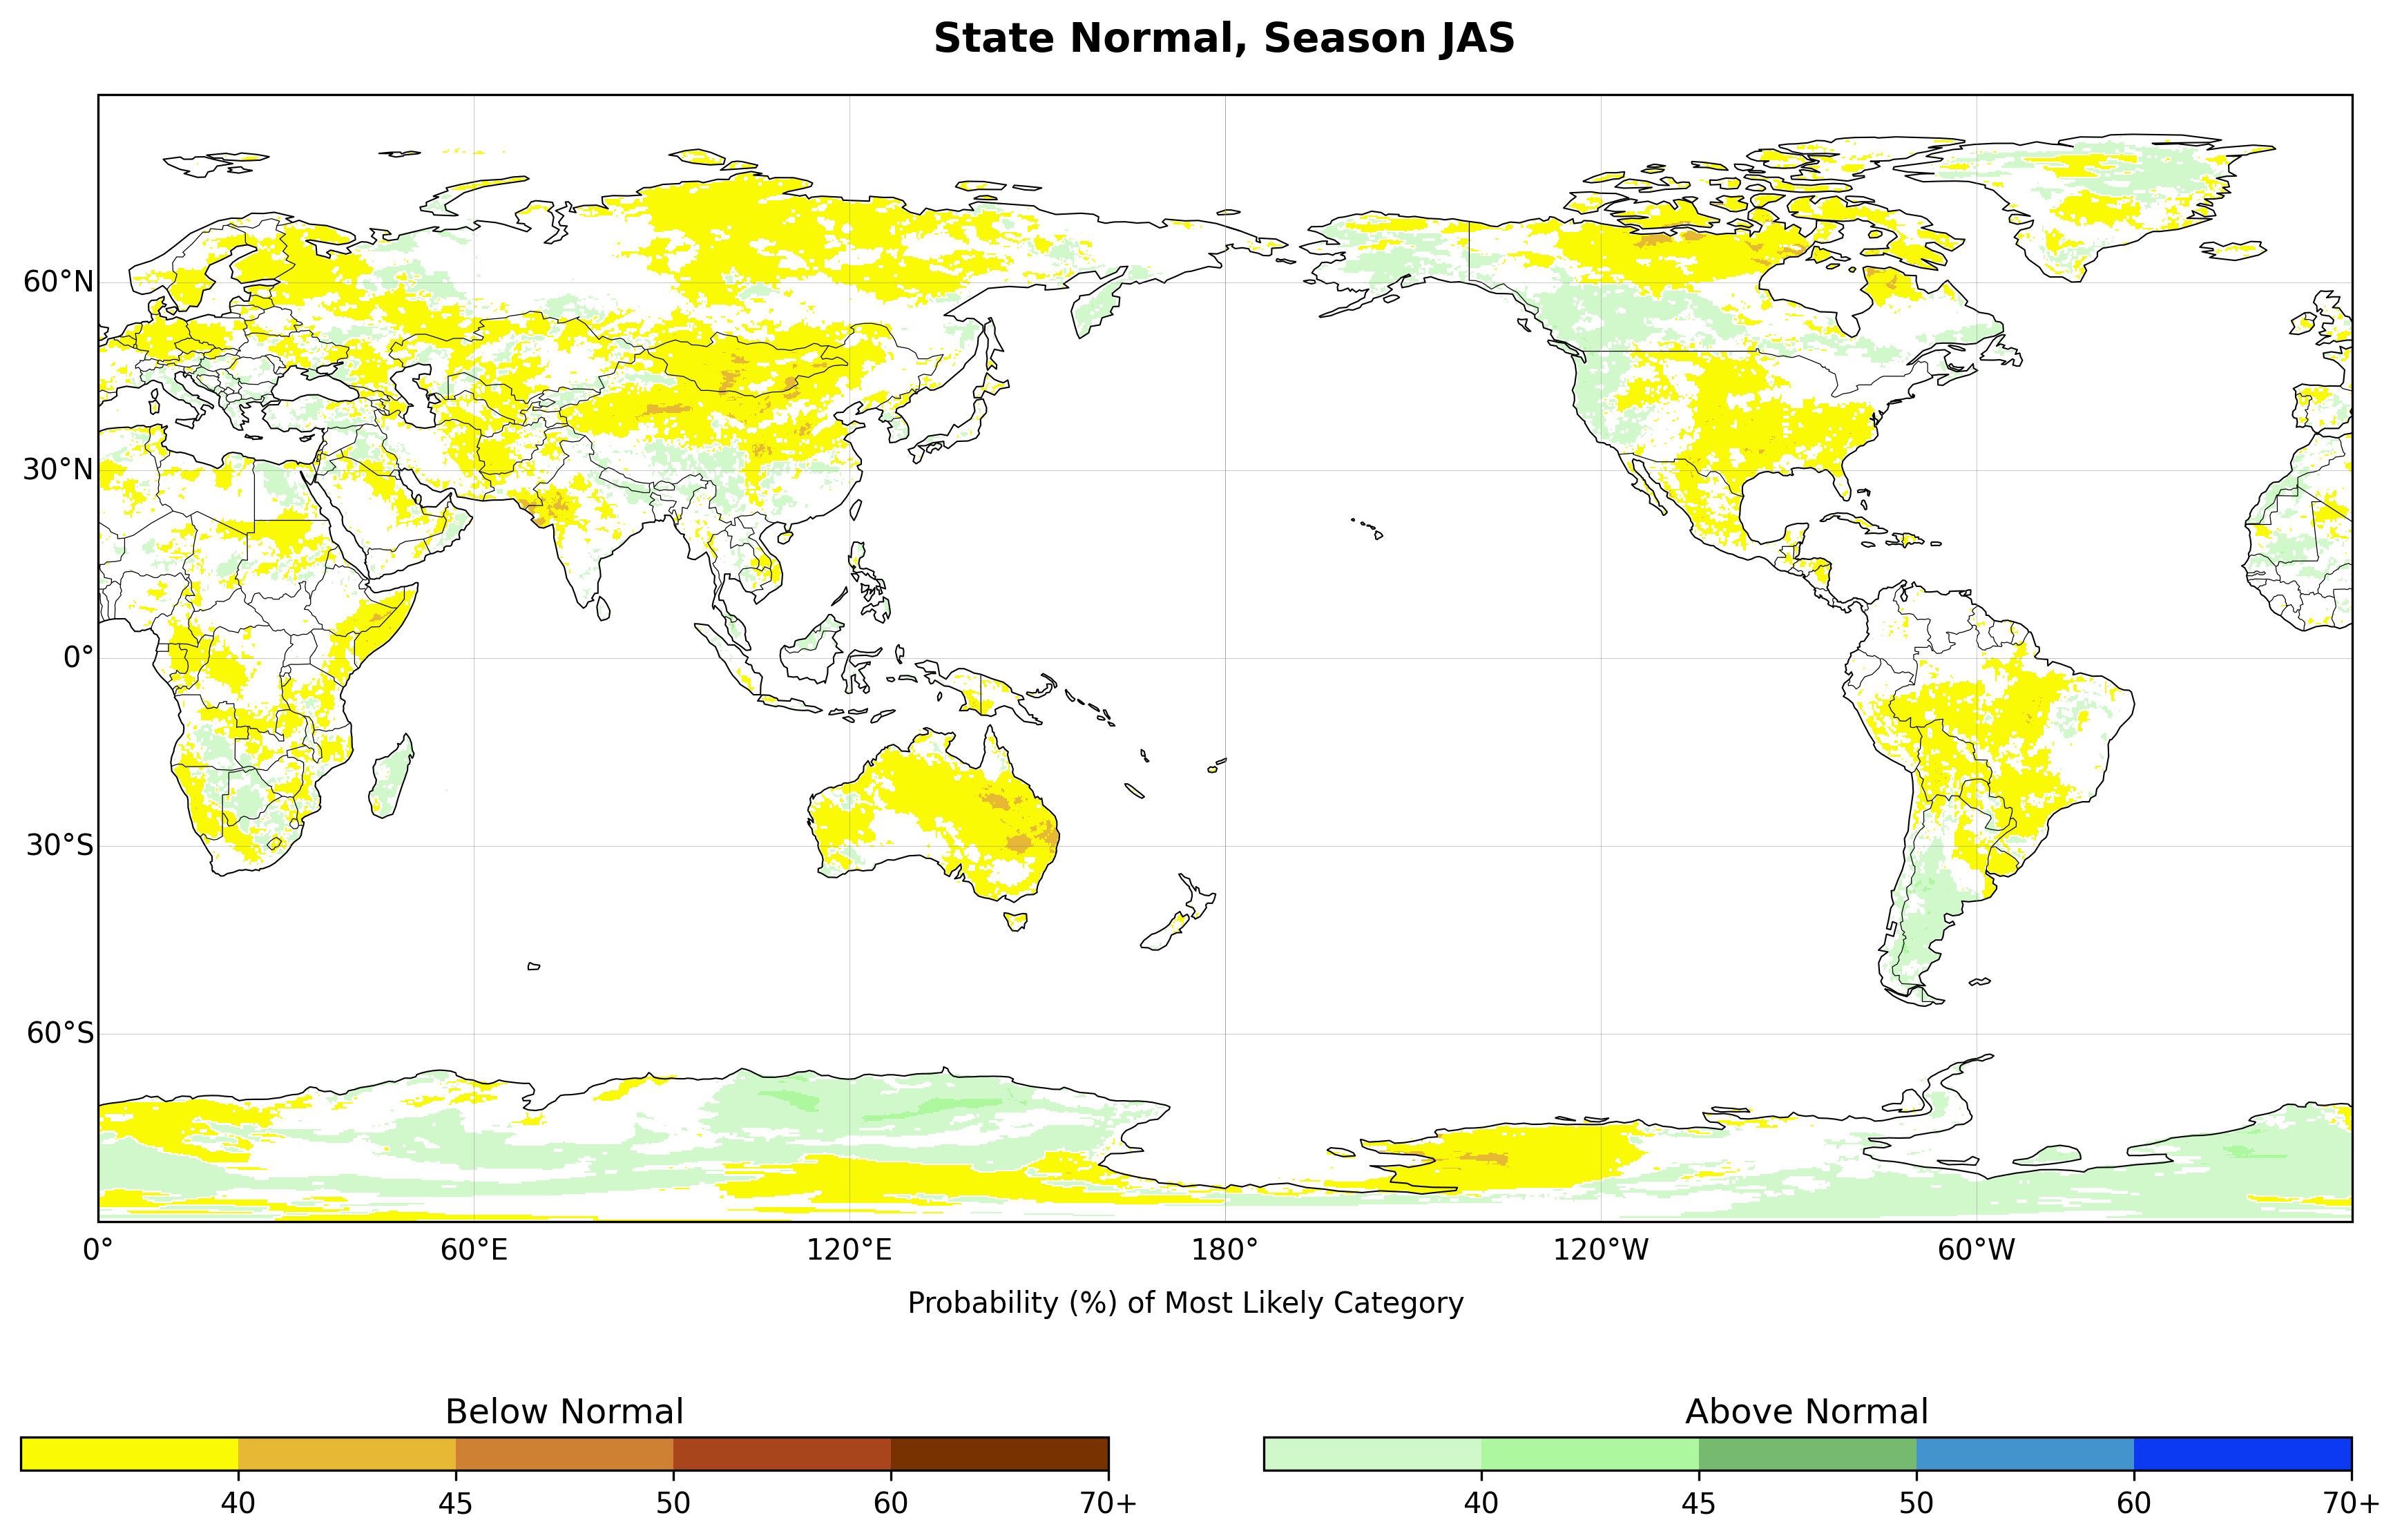 State Normal, Season JAS
60°N
30°N
0°
30°S
60°S
0° 60°E 120°E 180° 120°W 60°W
Probability (%) of Most Likely Category
Below Normal Above Normal
40 45 50 60 70+ 40 45 50 60 70+